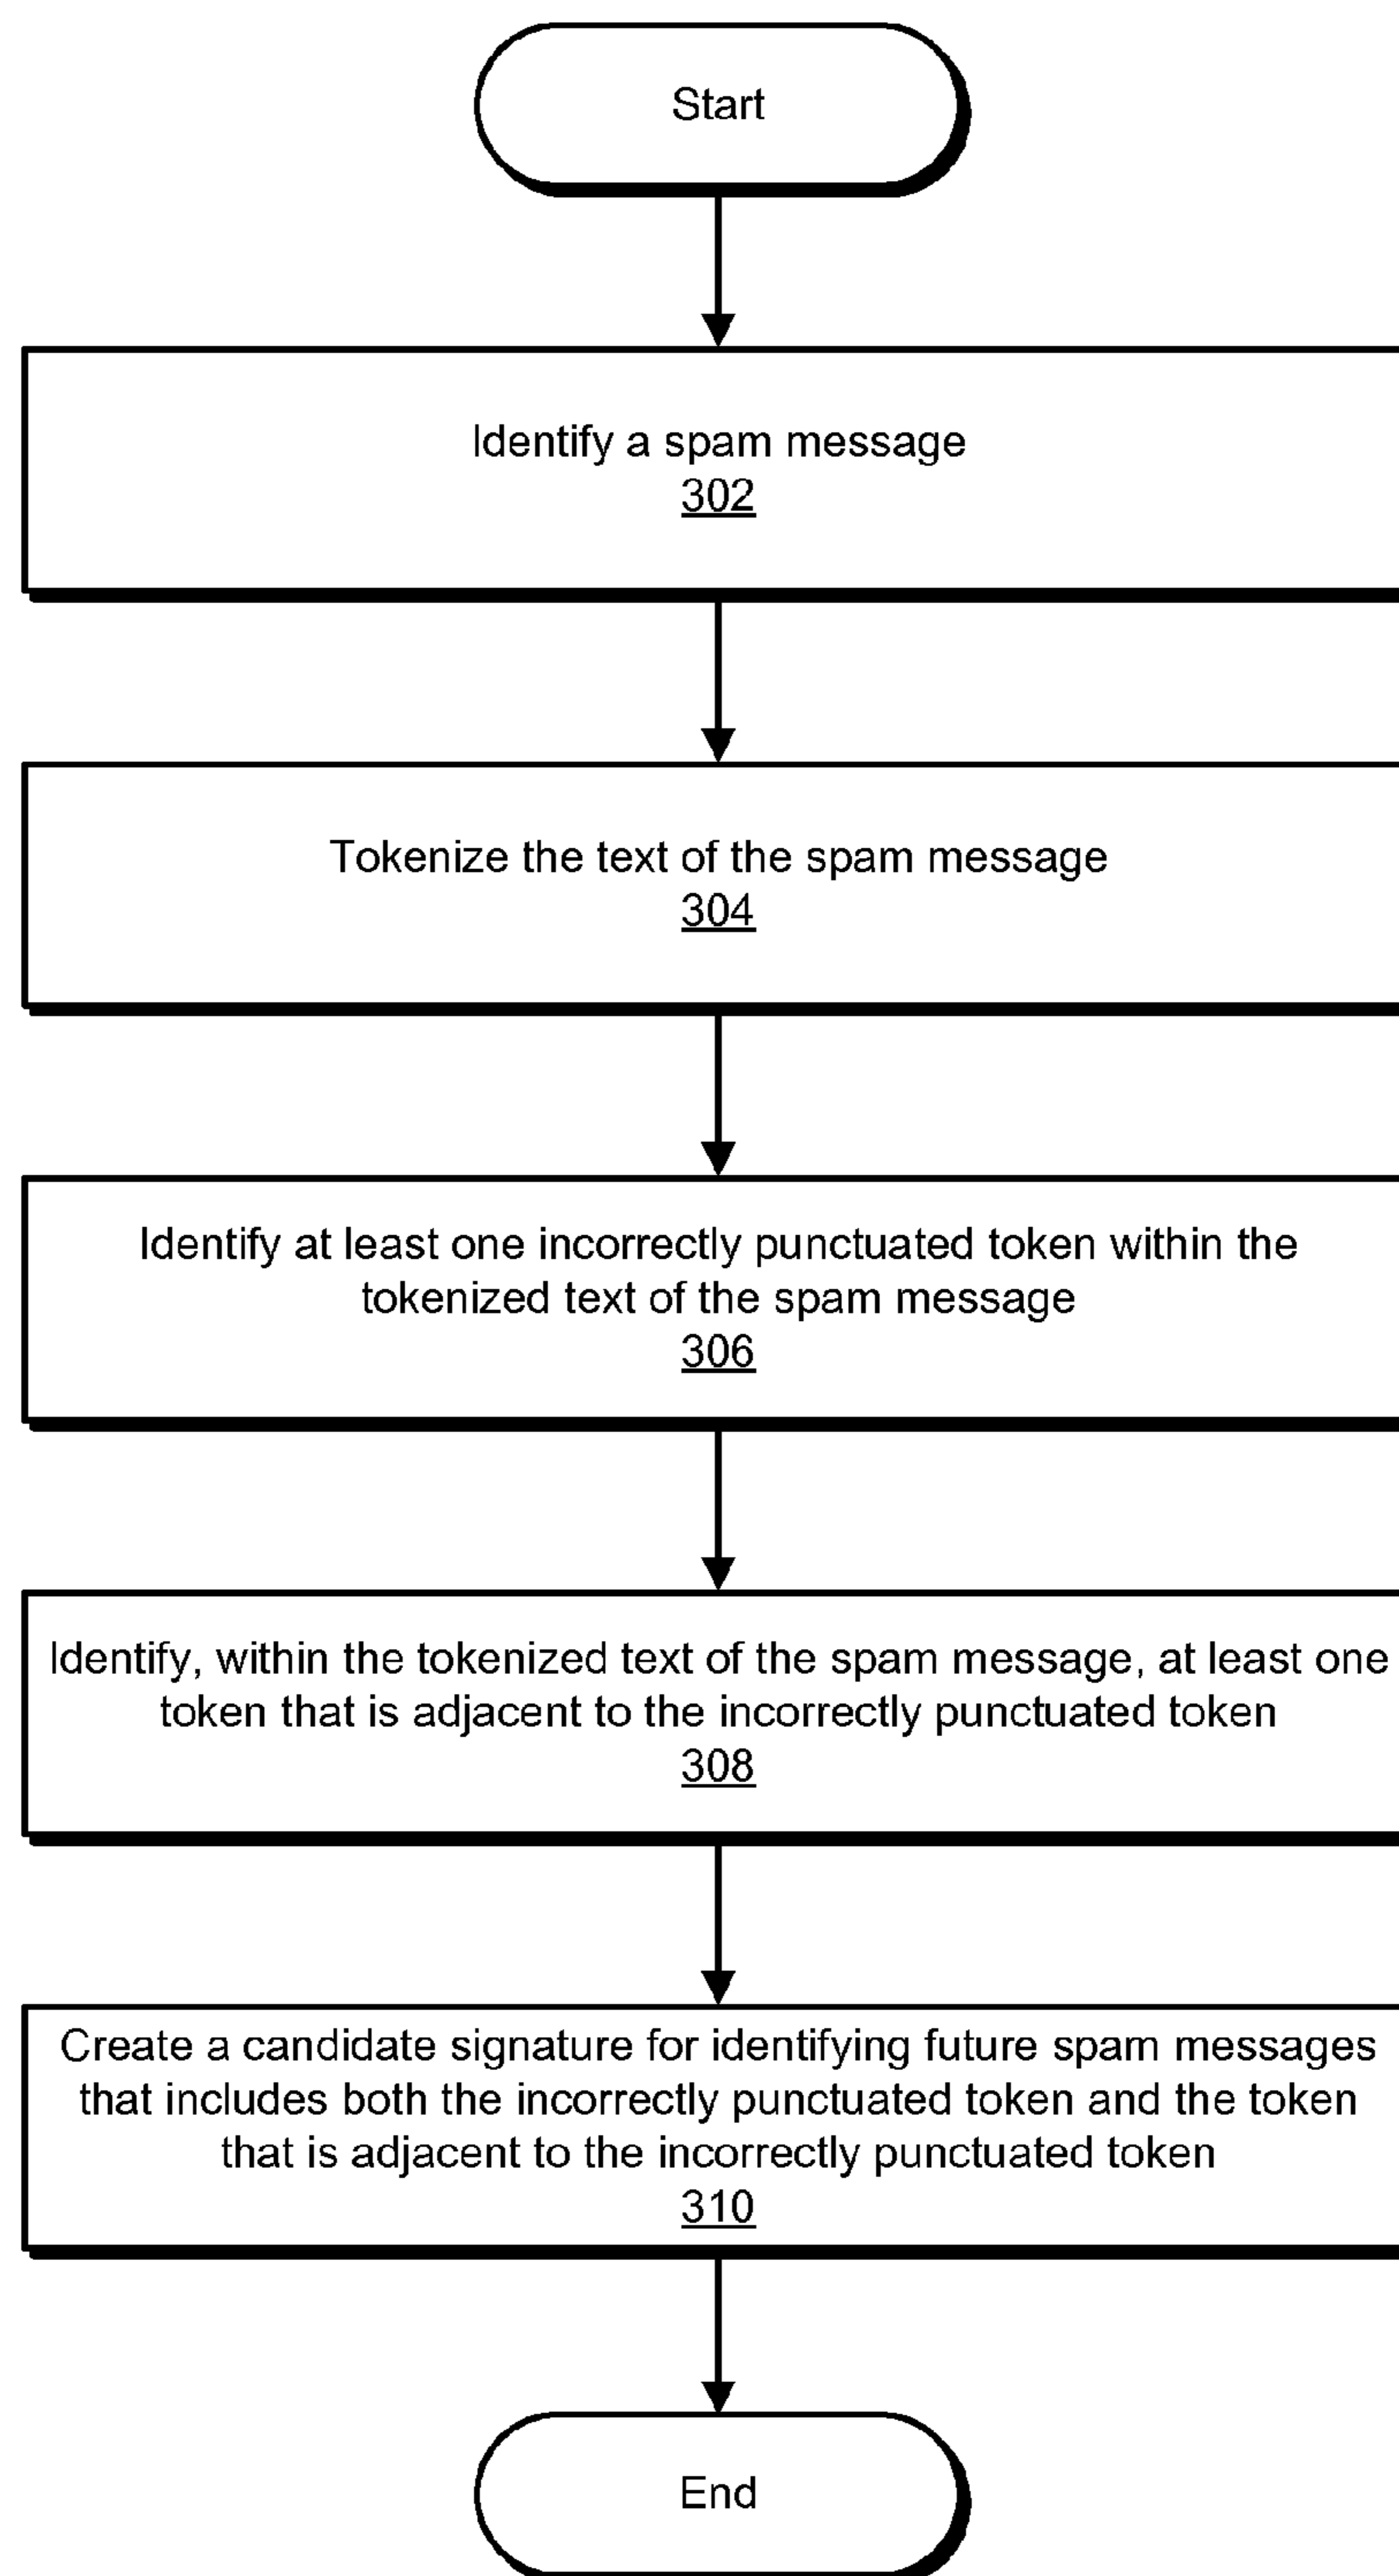 Start
Identify a spam message
302
Tokenize the text of the spam message
304
Identify at least one incorrectly punctuated token within the
tokenized text of the spam message
306
Identify, within the tokenized text of the spam message, at least one
token that is adjacent to the incorrectly punctuated token
308
Create a candidate signature for identifying future spam messages
that includes both the incorrectly punctuated token and the token
that is adjacent to the incorrectly punctuated token
310
End